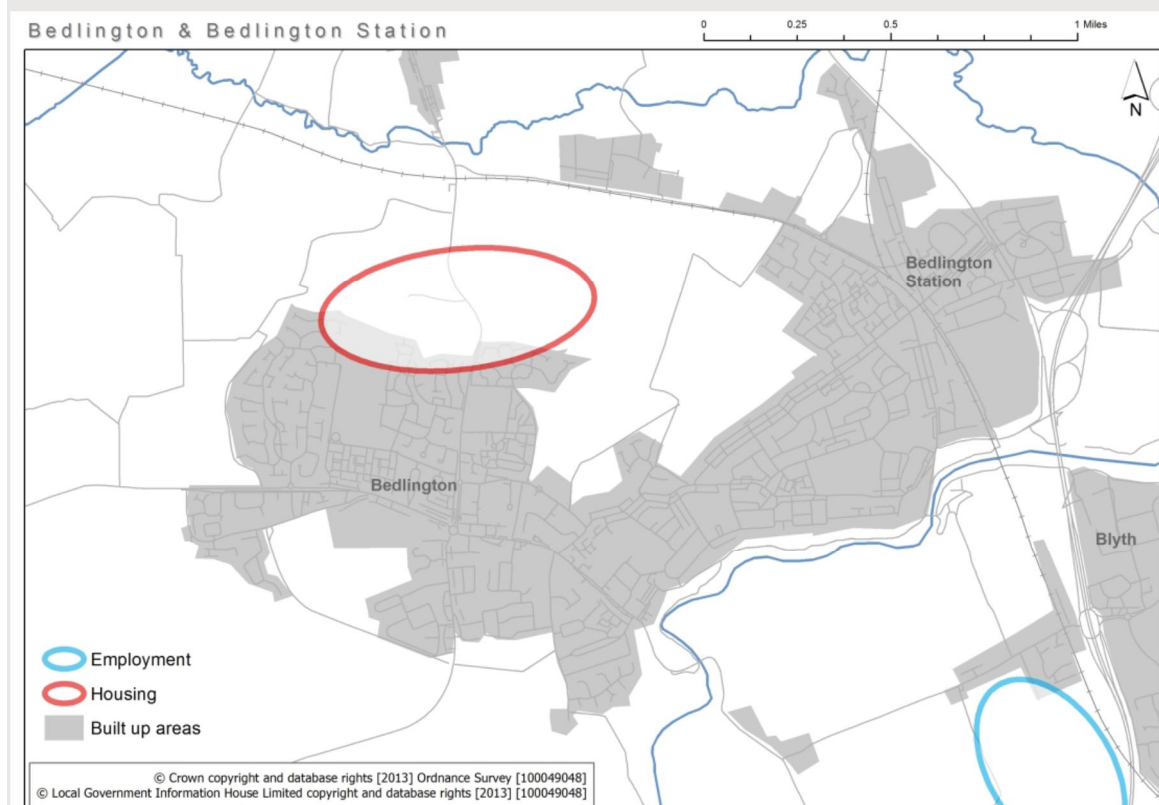 Bedlington & Bedlington Station
0 0.25 0.5 1 Miles
N
Bedlington
Station
Bedlington
Blyth
Employment
Housing
Built up areas
© Crown copyright and database rights [2013] Ordnance Survey [100049048]
© Local Government Information House Limited copyright and database rights [2013] [100049048]